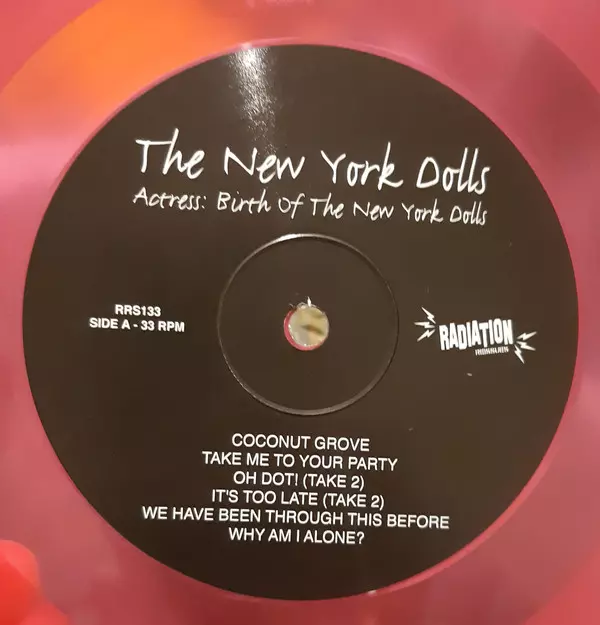 The New York Dolls
Actress: Birth Of The New York Dolls
RRS133
SIDE A - 33 RPM
RADIATION
COCONUT GROVE
TAKE ME TO YOUR PARTY
OH DOT! (TAKE 2)
IT'S TOO LATE (TAKE 2)
WE HAVE BEEN THROUGH THIS BEFORE
WHY AM I ALONE?